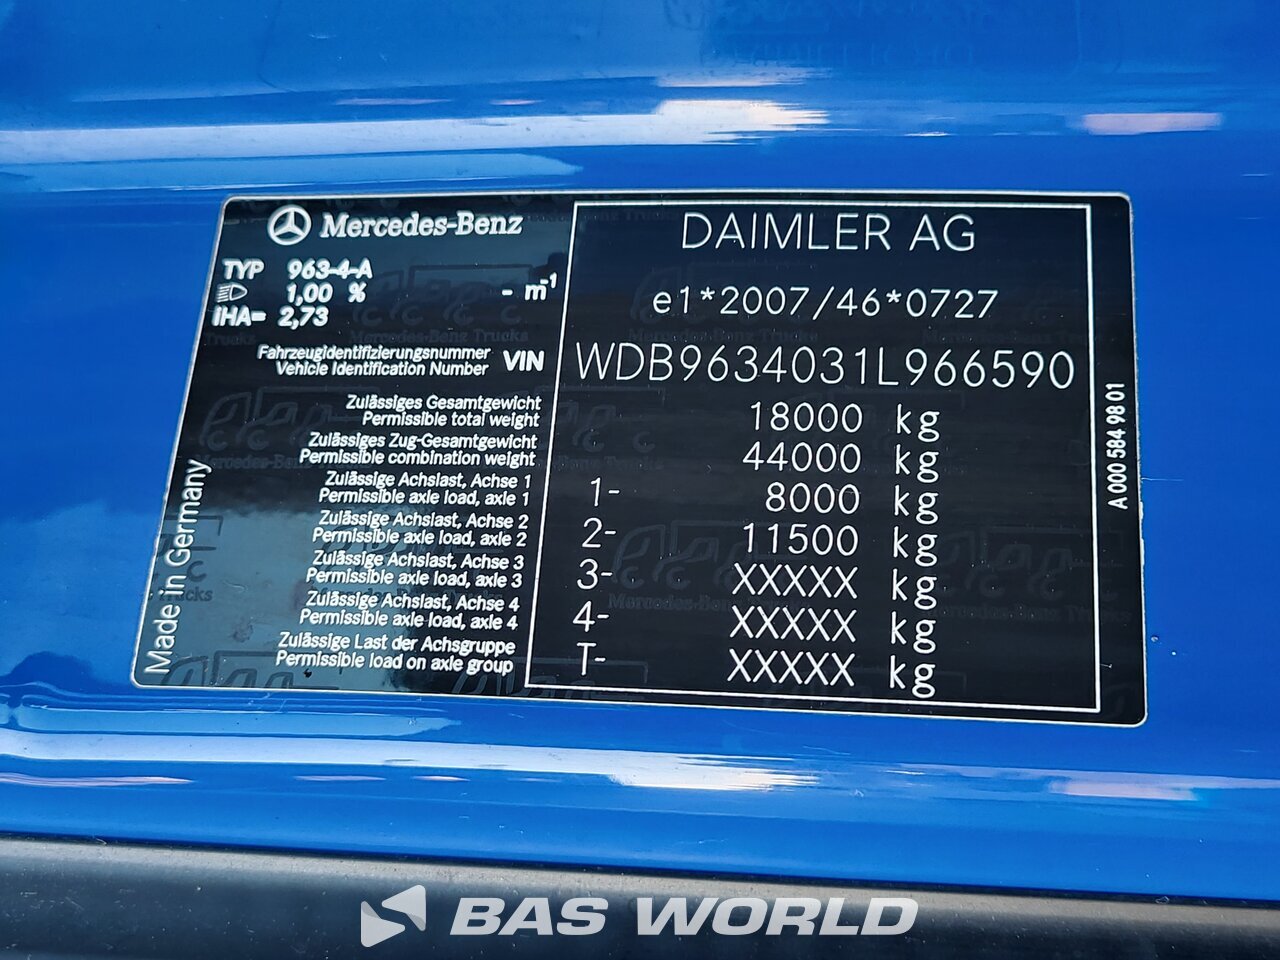 Mercedes-Benz
TYP 963-4-A
1,00 % - m-1
iHA= 2,73
Fahrzeugidentifizierungsnummer
Vehicle Identification Number VIN
Zulässiges Gesamtgewicht
Permissible total weight
Zulässiges Zug-Gesamtgewicht
Permissible combination weight
Zulässige Achslast, Achse 1
Permissible axle load, axle 1
Zulässige Achslast, Achse 2
Permissible axle load, axle 2
Zulässige Achslast, Achse 3
Permissible axle load, axle 3
Zulässige Achslast, Achse 4
Permissible axle load, axle 4
Zulässige Last der Achsgruppe
Permissible load on axle group
Made in Germany
DAIMLER AG
e1*2007/46*0727
WDB9634031L966590
18000 kg
44000 kg
1- 8000 kg
2- 11500 kg
3- XXXXX kg
4- XXXXX kg
T- XXXXX kg
A 000 584 98 01
BAS WORLD